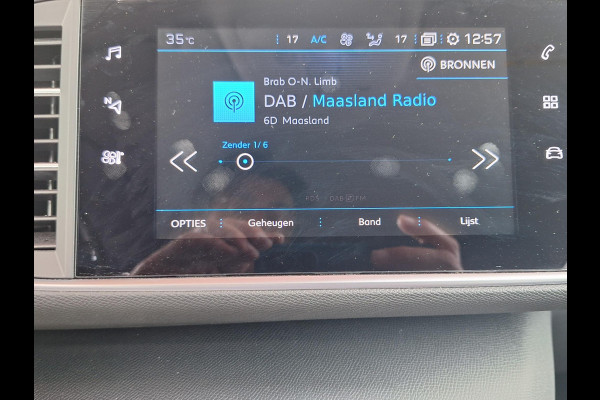 35°C 17 A/C 17 12:57
BRONNEN
Brab O-N. Limb
DAB / Maasland Radio
6D Maasland
Zender 1/ 6
OPTIES Geheugen Band Lijst